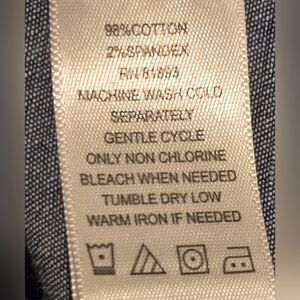 98%COTTON
2%SPANDEX
RN 81893
MACHINE WASH COLD
SEPARATELY
GENTLE CYCLE
ONLY NON CHLORINE
BLEACH WHEN NEEDED
TUMBLE DRY LOW
WARM IRON IF NEEDED